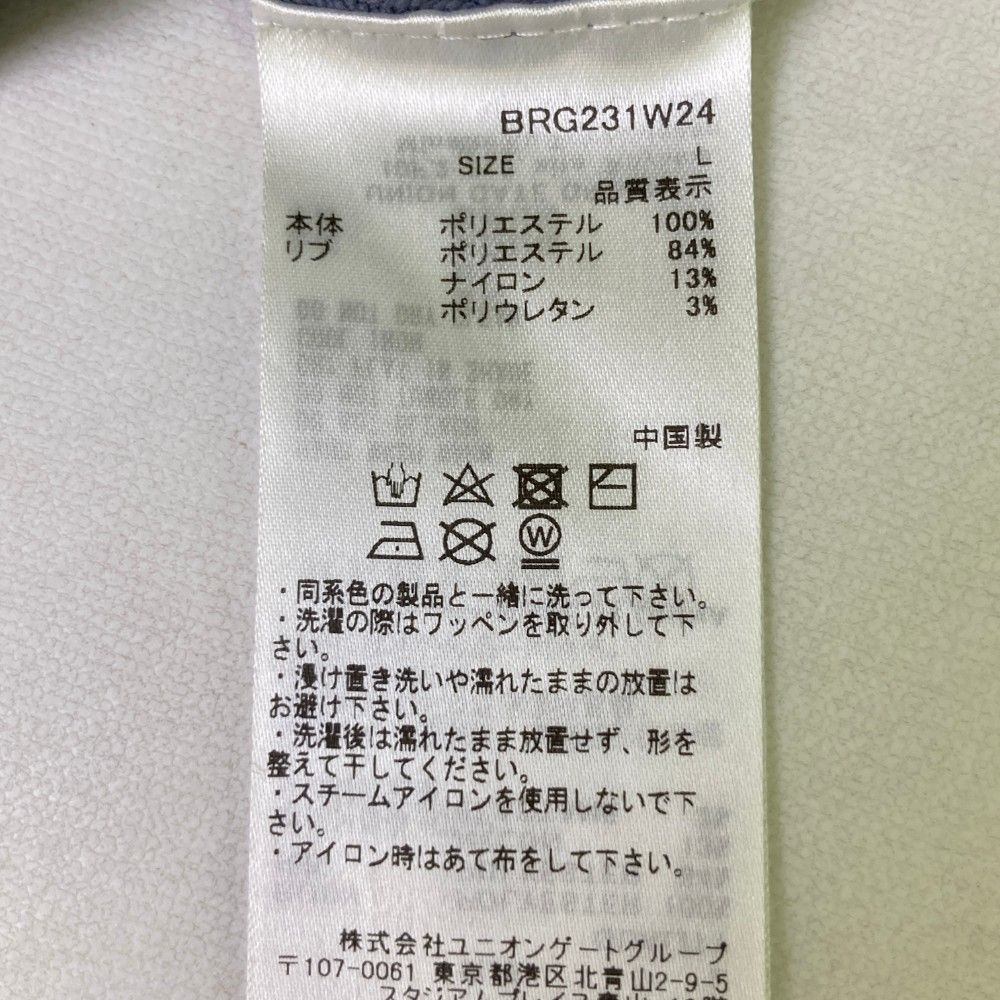 BRG231W24
SIZE L
品質表示
本体 ポリエステル 100%
リブ ポリエステル 84%
ナイロン 13%
ポリウレタン 3%
中国製
W
・同系色の製品と一緒に洗って下さい。
・洗濯の際はワッペンを取り外して下
さい。
・浸け置き洗いや濡れたままの放置は
お避け下さい。
・洗濯後は濡れたまま放置せず、形を
整えて干してください。
・スチームアイロンを使用しないで下
さい。
・アイロン時はあて布をして下さい。
株式会社ユニオンゲートグループ
〒107-0061 東京都港区北青山2-9-5